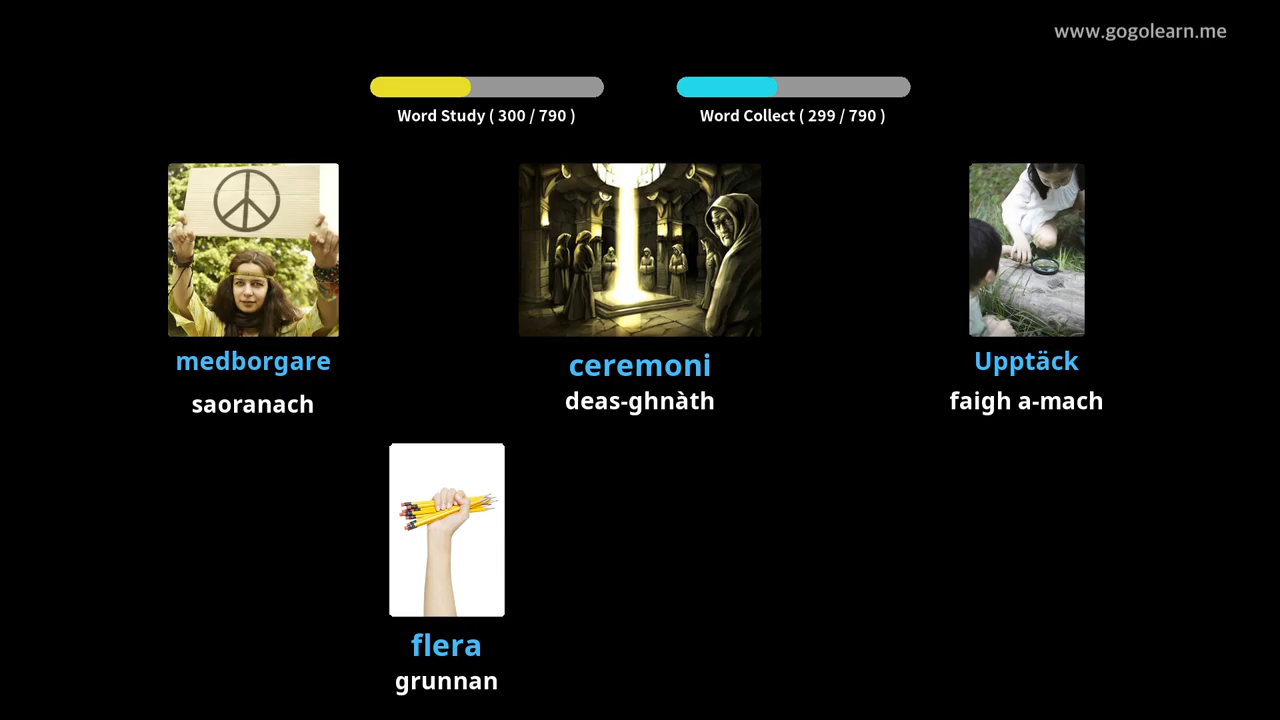 www.gogolearn.me
Word Study ( 300 / 790 )
Word Collect ( 299 / 790 )
medborgare
saoranach
ceremoni
deas-ghnàth
Upptäck
faigh a-mach
flera
grunnan